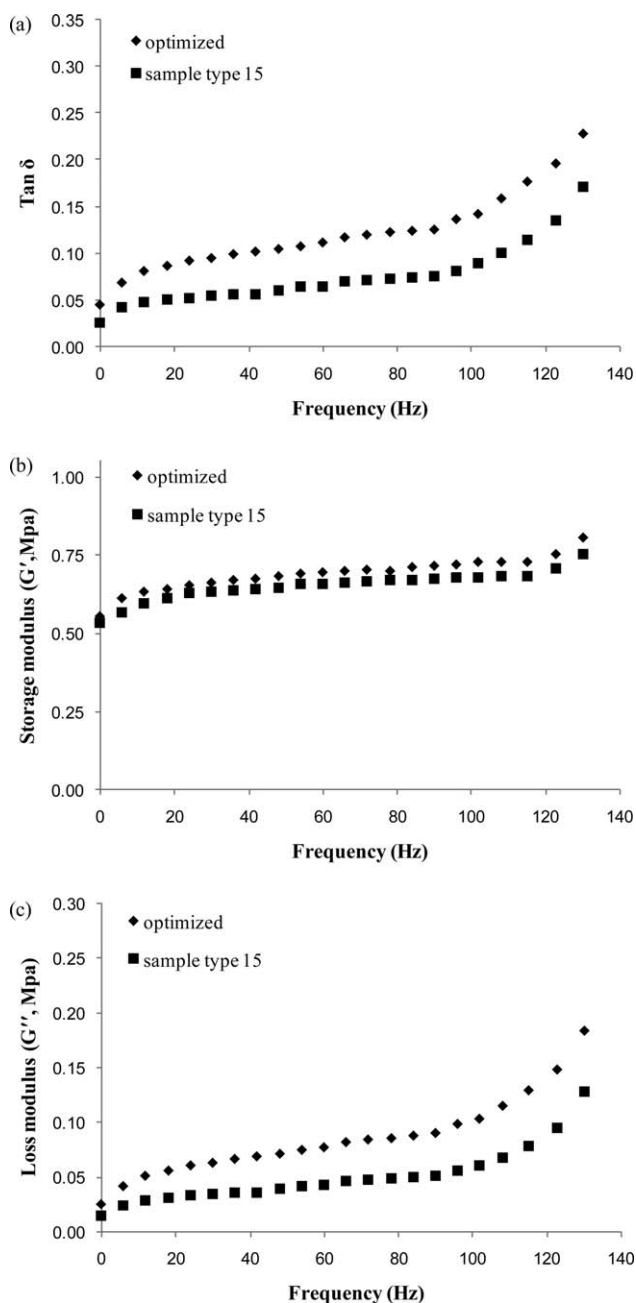 (a)
0.35
0.30
0.25
0.20
0.15
0.10
0.05
0.00
Tan δ
◆ optimized
■ sample type 15
0 20 40 60 80 100 120 140
Frequency (Hz)
(b)
1.00
0.75
0.50
0.25
0.00
Storage modulus (G′,Mpa)
◆ optimized
■ sample type 15
0 20 40 60 80 100 120 140
Frequency (Hz)
(c)
0.30
0.25
0.20
0.15
0.10
0.05
0.00
Loss modulus (G′′, Mpa)
◆ optimized
■ sample type 15
0 20 40 60 80 100 120 140
Frequency (Hz)